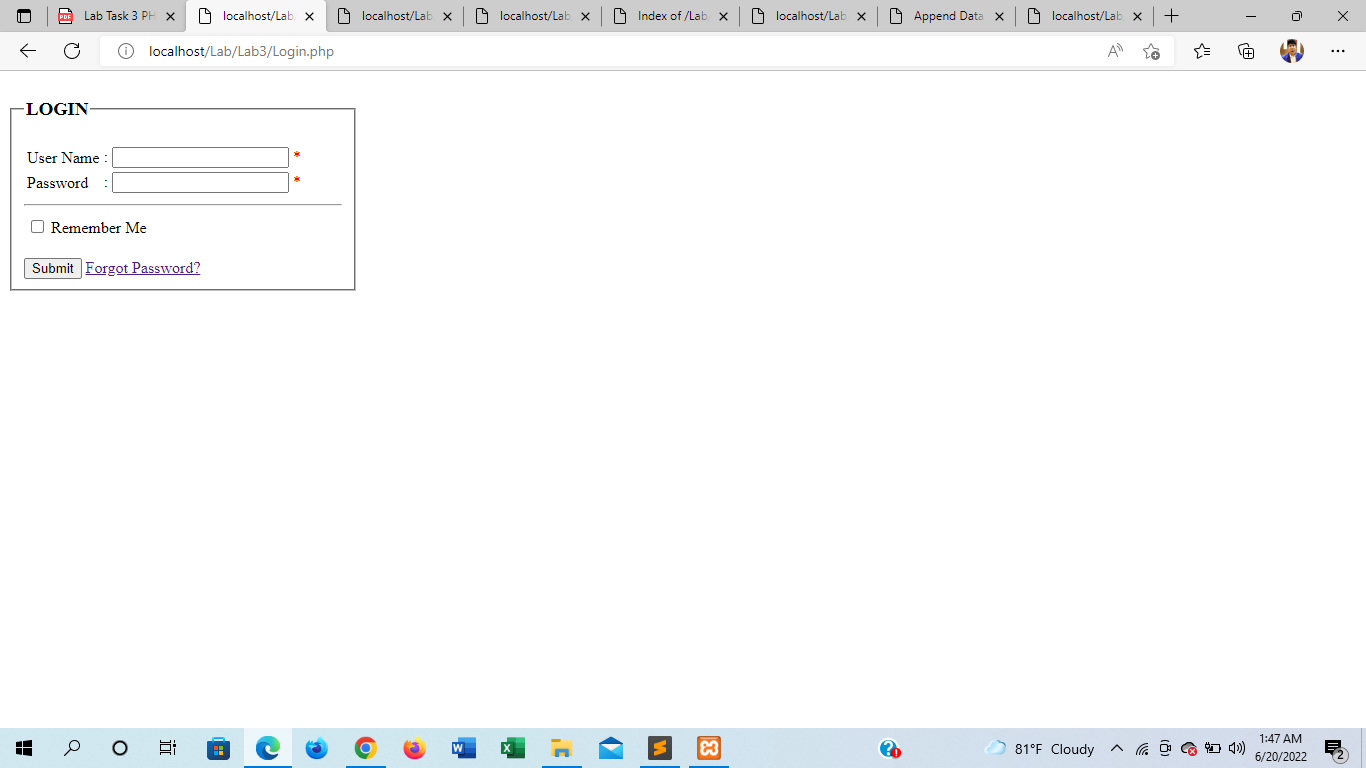 Lab Task 3 PH
localhost/Lab
localhost/Lab
localhost/Lab
Index of /Lab
localhost/Lab
Append Data
localhost/Lab
localhost/Lab/Lab3/Login.php
LOGIN
User Name : *
Password : *
Remember Me
Submit Forgot Password?
81°F Cloudy
1:47 AM
6/20/2022
2